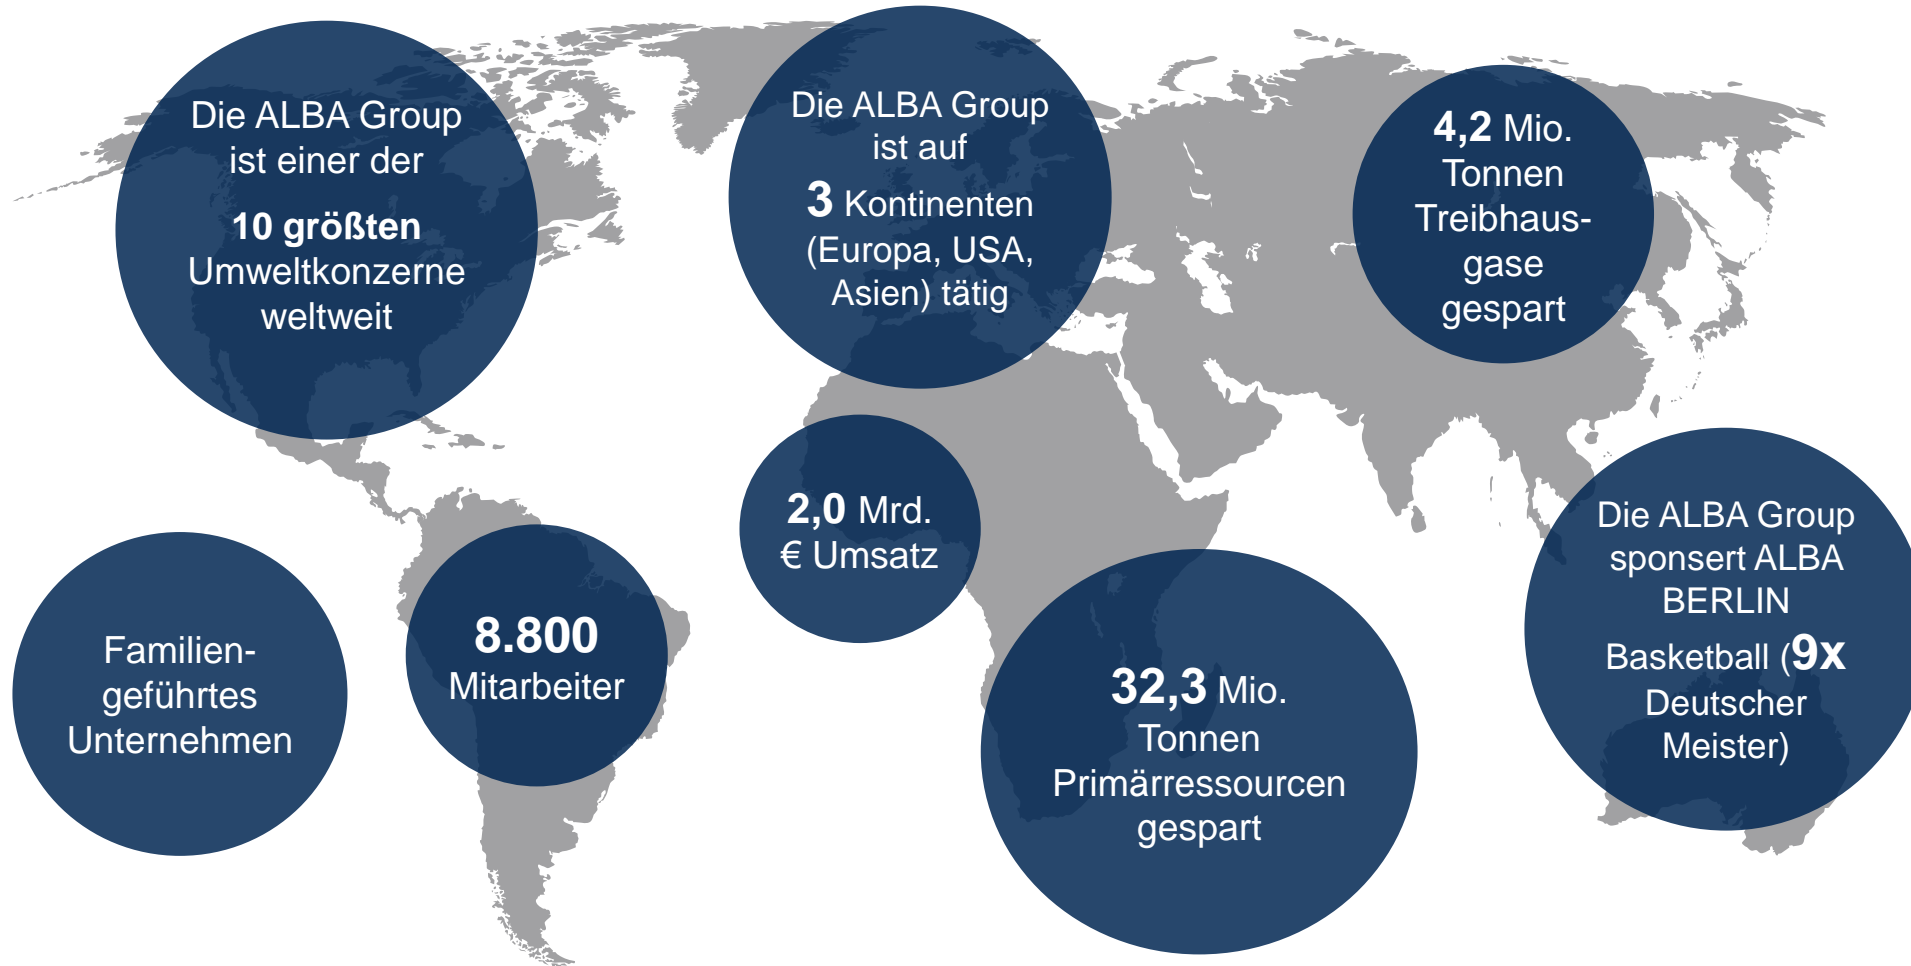 Die ALBA Group
ist einer der
10 größten
Umweltkonzerne
weltweit
Die ALBA Group
ist auf
3 Kontinenten
(Europa, USA,
Asien) tätig
4,2 Mio.
Tonnen
Treibhaus-
gase
gespart
Familien-
geführtes
Unternehmen
8.800
Mitarbeiter
2,0 Mrd.
€ Umsatz
32,3 Mio.
Tonnen
Primärressourcen
gespart
Die ALBA Group
sponsert ALBA
BERLIN
Basketball (9x
Deutscher
Meister)